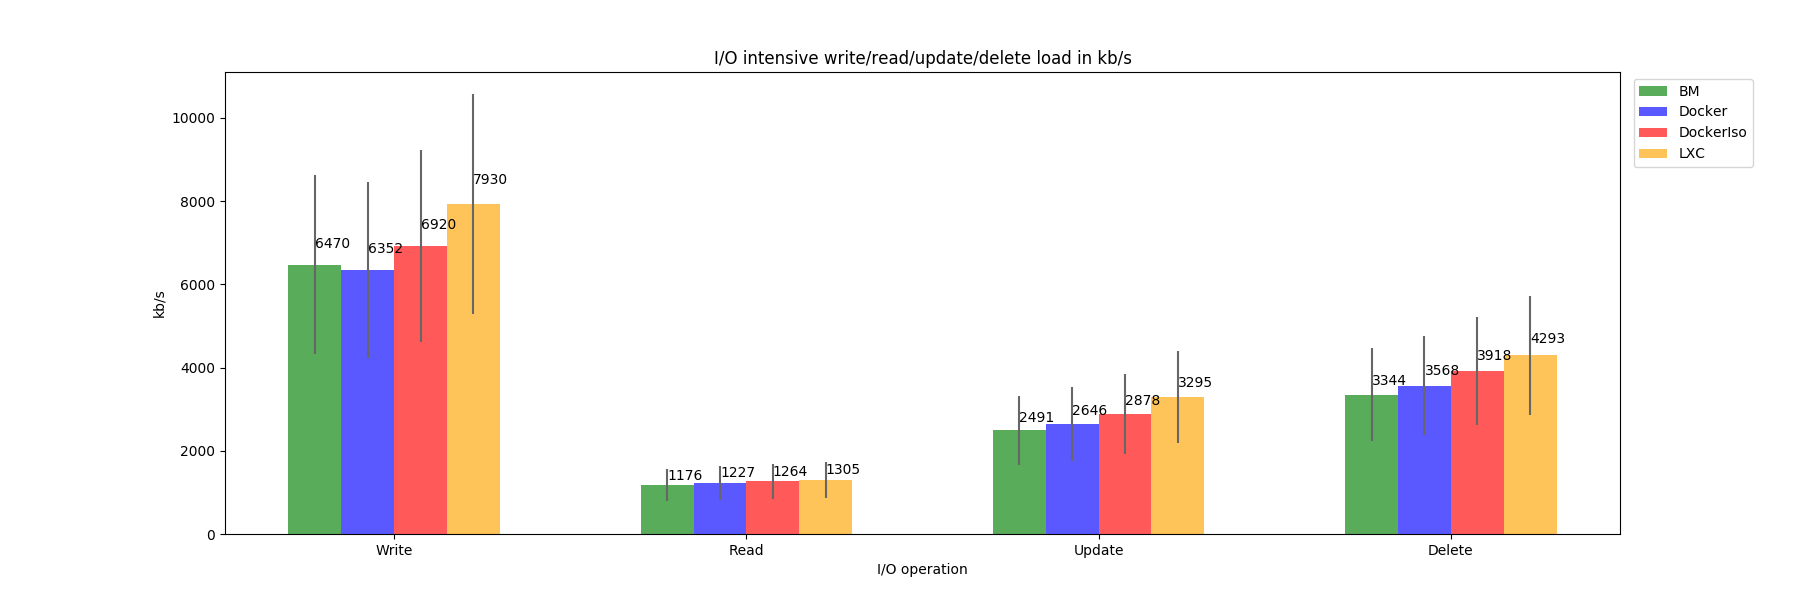 I/O intensive write/read/update/delete load in kb/s
BM
Docker
DockerIso
LXC
10000
8000
6000
4000
2000
0
kb/s
6470
6352
6920
7930
1176
1227
1264
1305
2491
2646
2878
3295
3344
3568
3918
4293
Write
Read
Update
Delete
I/O operation